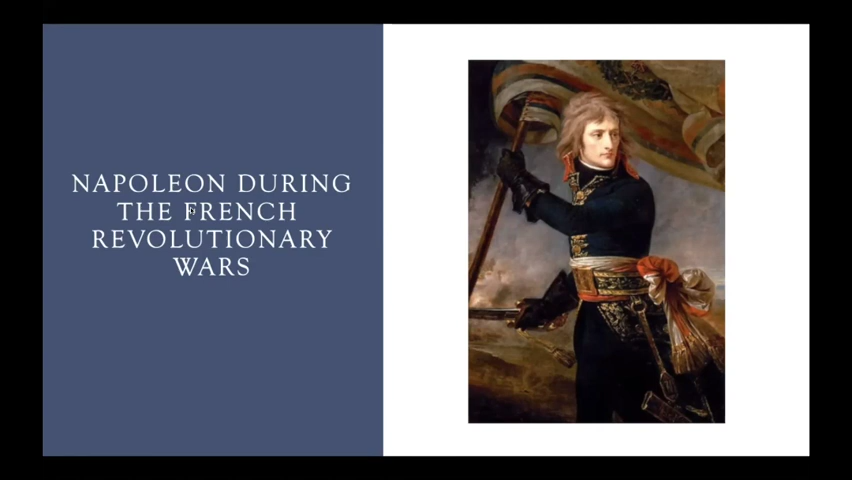 NAPOLEON DURING
THE FRENCH
REVOLUTIONARY
WARS